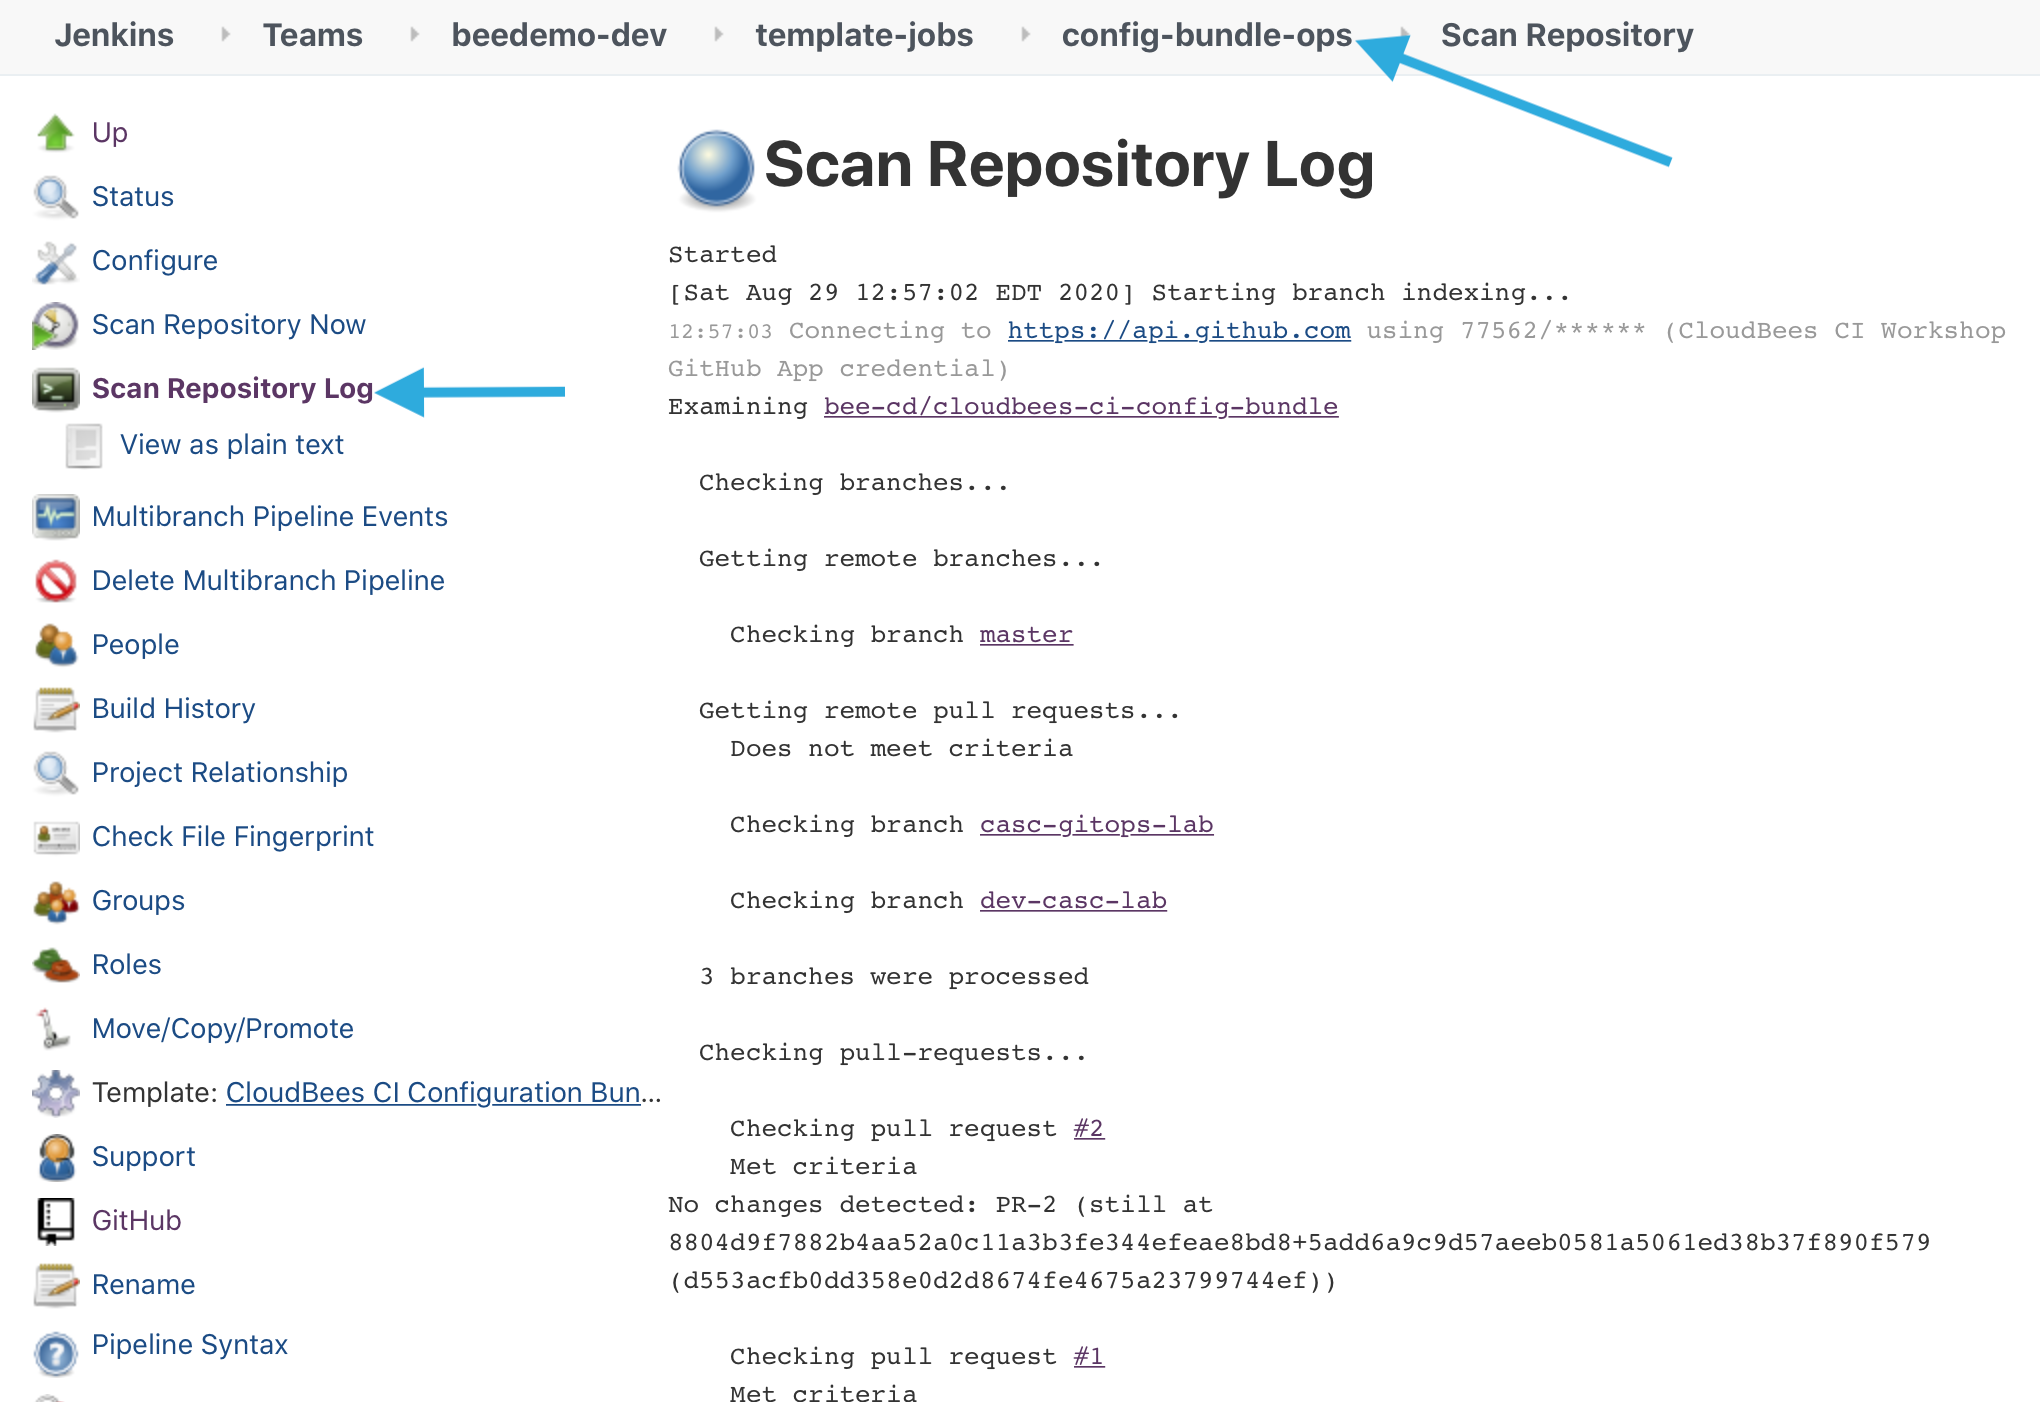 Jenkins Teams beedemo-dev template-jobs config-bundle-ops Scan Repository
Up
Status
Configure
Scan Repository Now
Scan Repository Log
View as plain text
Multibranch Pipeline Events
Delete Multibranch Pipeline
People
Build History
Project Relationship
Check File Fingerprint
Groups
Roles
Move/Copy/Promote
Template: CloudBees CI Configuration Bun...
Support
GitHub
Rename
Pipeline Syntax
Scan Repository Log
Started
[Sat Aug 29 12:57:02 EDT 2020] Starting branch indexing...
12:57:03 Connecting to https://api.github.com using 77562/****** (CloudBees CI Workshop
GitHub App credential)
Examining bee-cd/cloudbees-ci-config-bundle
Checking branches...
Getting remote branches...
Checking branch master
Getting remote pull requests...
Does not meet criteria
Checking branch casc-gitops-lab
Checking branch dev-casc-lab
3 branches were processed
Checking pull-requests...
Checking pull request #2
Met criteria
No changes detected: PR-2 (still at
8804d9f7882b4aa52a0c11a3b3fe344efeae8bd8+5add6a9c9d57aeeb0581a5061ed38b37f890f579
(d553acfb0dd358e0d2d8674fe4675a23799744ef))
Checking pull request #1
Met criteria